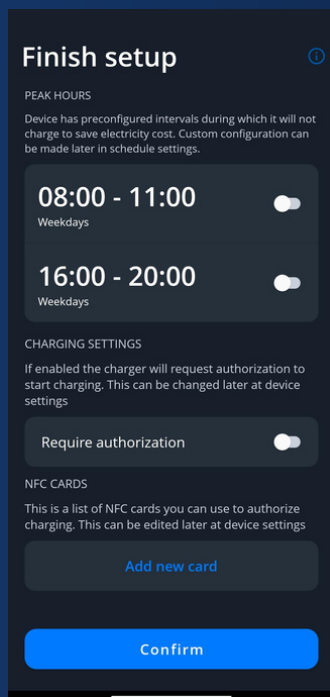 Finish setup
PEAK HOURS
Device has preconfigured intervals during which it will not
charge to save electricity cost. Custom configuration can
be made later in schedule settings.
08:00 - 11:00
Weekdays
16:00 - 20:00
Weekdays
CHARGING SETTINGS
If enabled the charger will request authorization to
start charging. This can be changed later at device
settings
Require authorization
NFC CARDS
This is a list of NFC cards you can use to authorize
charging. This can be edited later at device settings
Add new card
Confirm